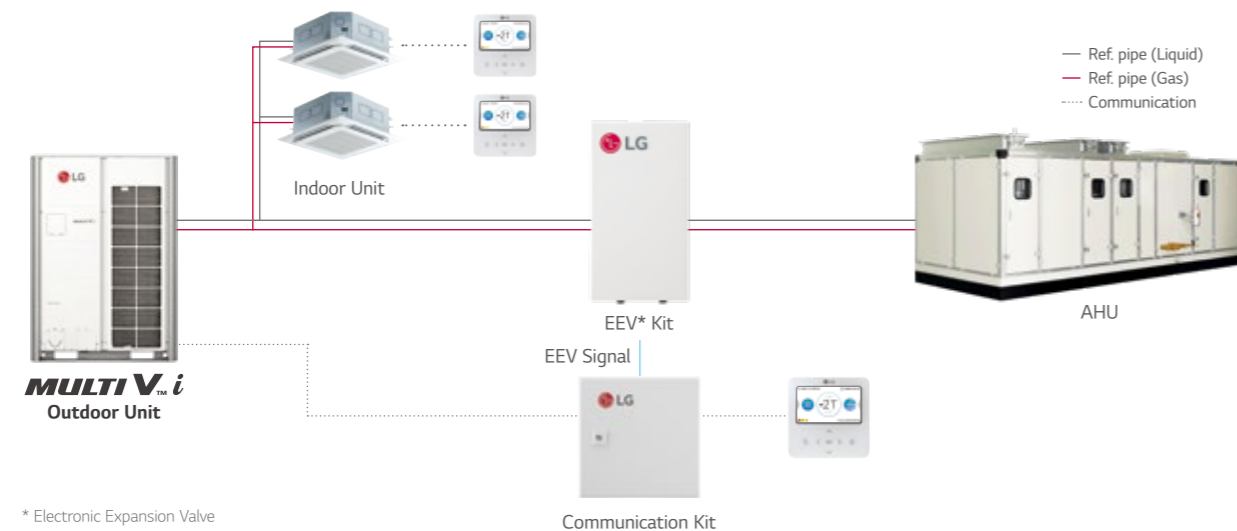 Ref. pipe (Liquid)
Ref. pipe (Gas)
Communication
Indoor Unit
LG
LG
MULTI V™ i
Outdoor Unit
EEV* Kit
AHU
EEV Signal
LG
Communication Kit
* Electronic Expansion Valve